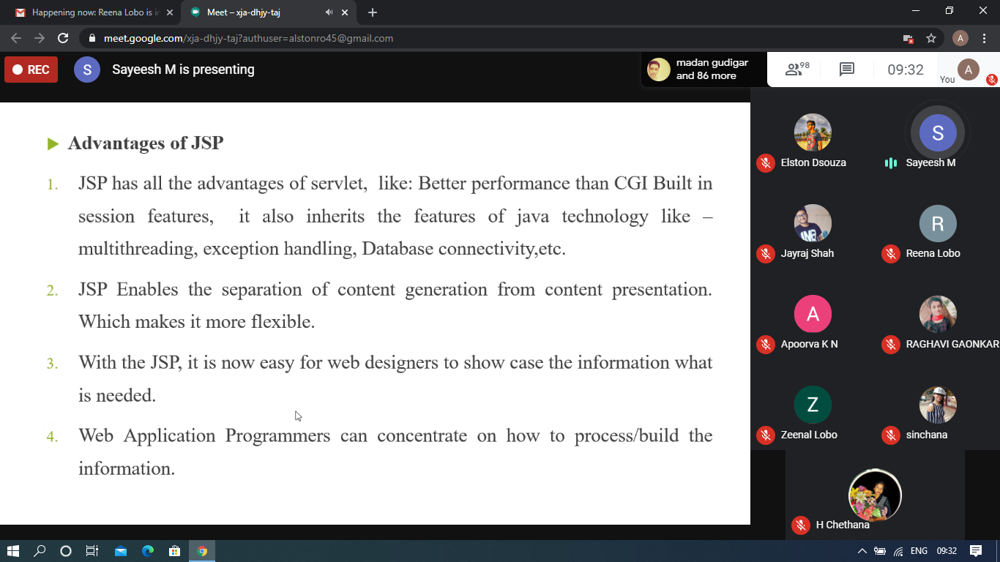 Happening now: Reena Lobo is in
Meet – xja-dhjy-taj
meet.google.com/xja-dhjy-taj?authuser=alstonro45@gmail.com
A
REC
S
Sayeesh M is presenting
madan gudigar
and 86 more
98
09:32
You
A
▶ Advantages of JSP
1. JSP has all the advantages of servlet, like: Better performance than CGI Built in
session features, it also inherits the features of java technology like –
multithreading, exception handling, Database connectivity,etc.
2. JSP Enables the separation of content generation from content presentation.
Which makes it more flexible.
3. With the JSP, it is now easy for web designers to show case the information what
is needed.
4. Web Application Programmers can concentrate on how to process/build the
information.
Elston Dsouza
S
Sayeesh M
Jayraj Shah
R
Reena Lobo
A
Apoorva K N
RAGHAVI GAONKAR
Z
Zeenal Lobo
sinchana
H Chethana
ENG
09:32